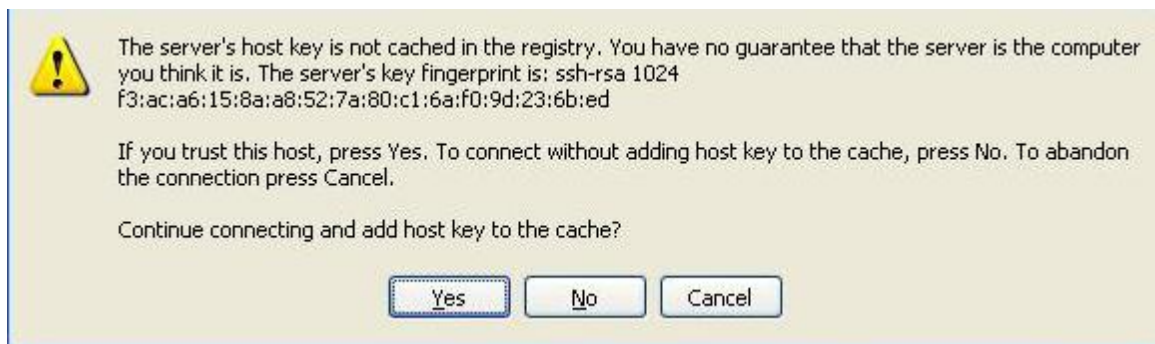 The server's host key is not cached in the registry. You have no guarantee that the server is the computer
you think it is. The server's key fingerprint is: ssh-rsa 1024
f3:ac:a6:15:8a:a8:52:7a:80:c1:6a:f0:9d:23:6b:ed
If you trust this host, press Yes. To connect without adding host key to the cache, press No. To abandon
the connection press Cancel.
Continue connecting and add host key to the cache?
Yes No Cancel